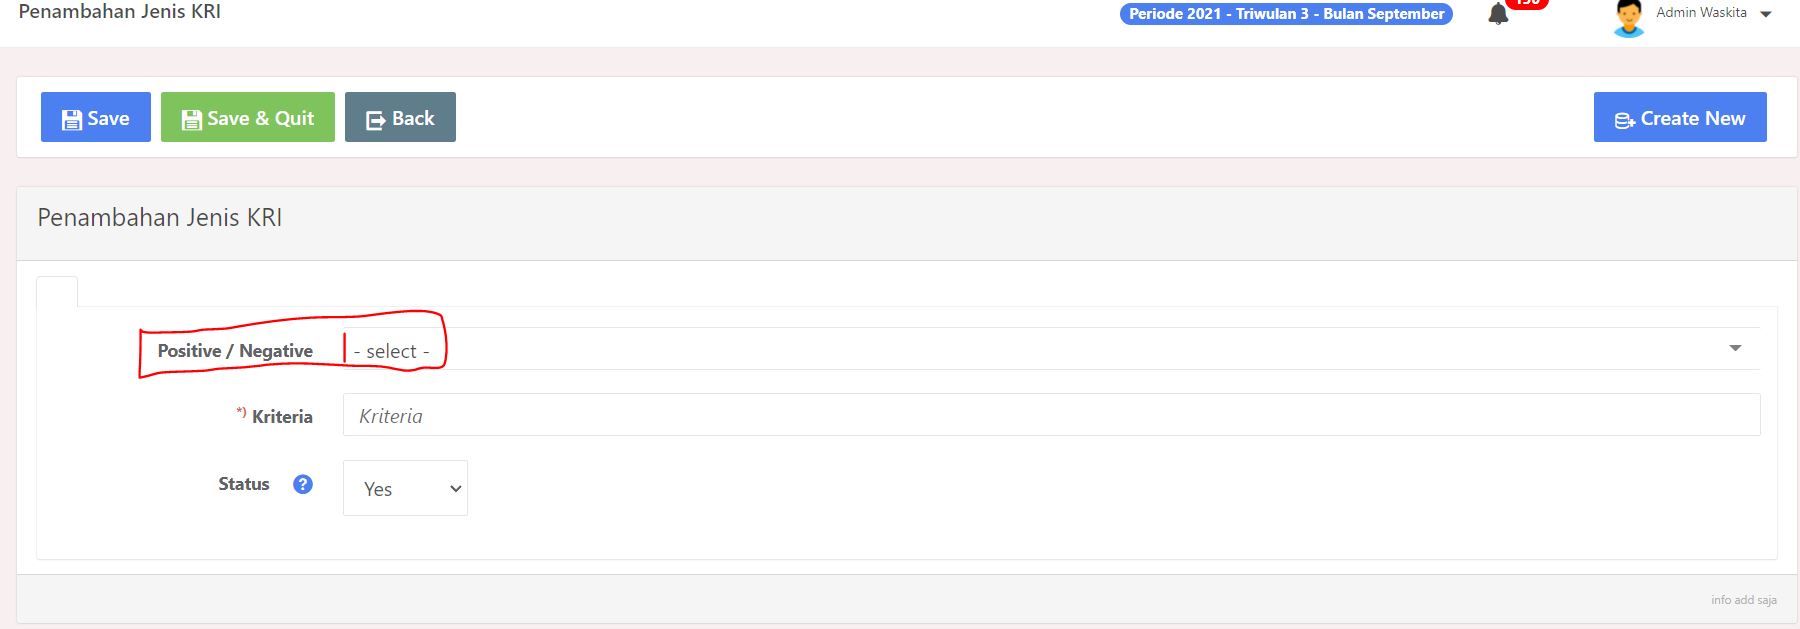 Penambahan Jenis KRI
Periode 2021 - Triwulan 3 - Bulan September
Admin Waskita
Save
Save & Quit
Back
Create New
Penambahan Jenis KRI
Positive / Negative
- select -
*) Kriteria
Kriteria
Status ?
Yes
info add saja